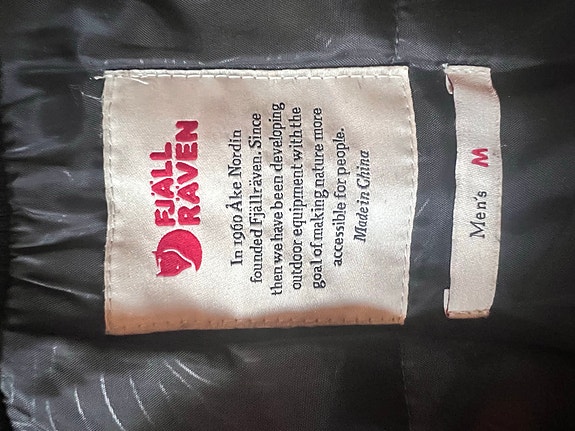 FJÄLL
RÄVEN
In 1960 Åke Nordin
founded Fjällräven. Since
then we have been developing
outdoor equipment with the
goal of making nature more
accessible for people.
Made in China
Men's M